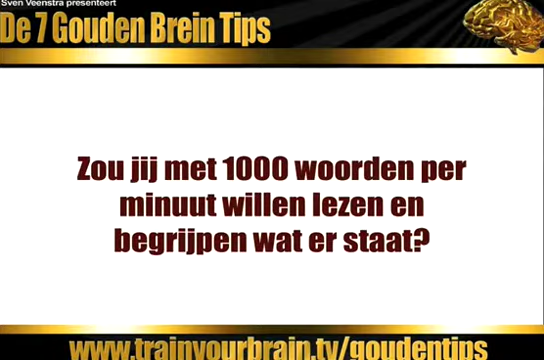 Sven Veenstra presenteert
De 7 Gouden Brein Tips
Zou jij met 1000 woorden per
minuut willen lezen en
begrijpen wat er staat?
www.trainyourbrain.tv/goudentips